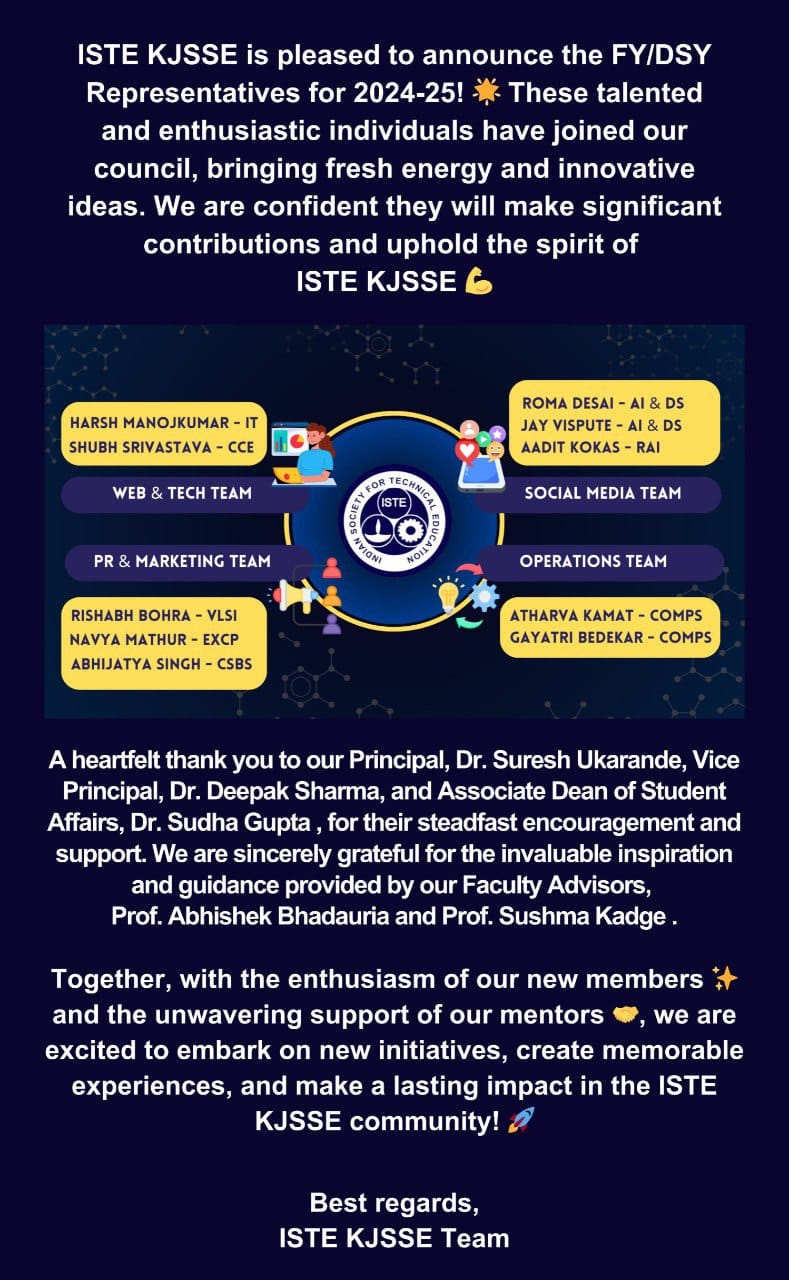 ISTE KJSSE is pleased to announce the FY/DSY
Representatives for 2024-25! 🌟 These talented
and enthusiastic individuals have joined our
council, bringing fresh energy and innovative
ideas. We are confident they will make significant
contributions and uphold the spirit of
ISTE KJSSE 💪
HARSH MANOJKUMAR - IT
SHUBH SRIVASTAVA - CCE
WEB & TECH TEAM
ROMA DESAI - AI & DS
JAY VISPUTE - AI & DS
AADIT KOKAS - RAI
SOCIAL MEDIA TEAM
INDIAN SOCIETY FOR TECHNICAL EDUCATION
ISTE
PR & MARKETING TEAM
RISHABH BOHRA - VLSI
NAVYA MATHUR - EXCP
ABHIJATYA SINGH - CSBS
OPERATIONS TEAM
ATHARVA KAMAT - COMPS
GAYATRI BEDEKAR - COMPS
A heartfelt thank you to our Principal, Dr. Suresh Ukarande, Vice
Principal, Dr. Deepak Sharma, and Associate Dean of Student
Affairs, Dr. Sudha Gupta , for their steadfast encouragement and
support. We are sincerely grateful for the invaluable inspiration
and guidance provided by our Faculty Advisors,
Prof. Abhishek Bhadauria and Prof. Sushma Kadge .
Together, with the enthusiasm of our new members ✨
and the unwavering support of our mentors 🤝, we are
excited to embark on new initiatives, create memorable
experiences, and make a lasting impact in the ISTE
KJSSE community! 🚀
Best regards,
ISTE KJSSE Team